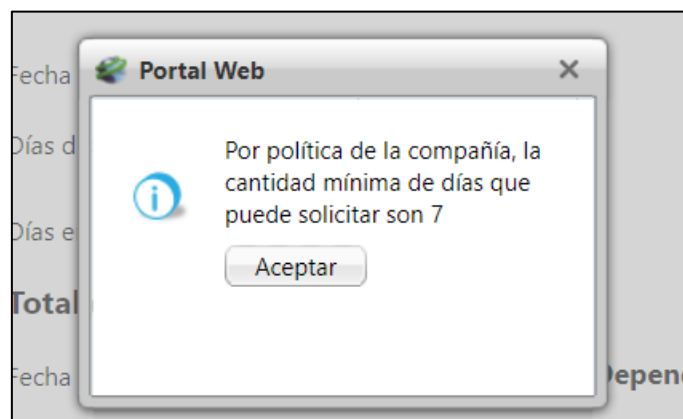 Portal Web
Fecha
Por política de la compañía, la
Días d
cantidad mínima de días que
puede solicitar son 7
Días e
Aceptar
Total
Fecha
Depend